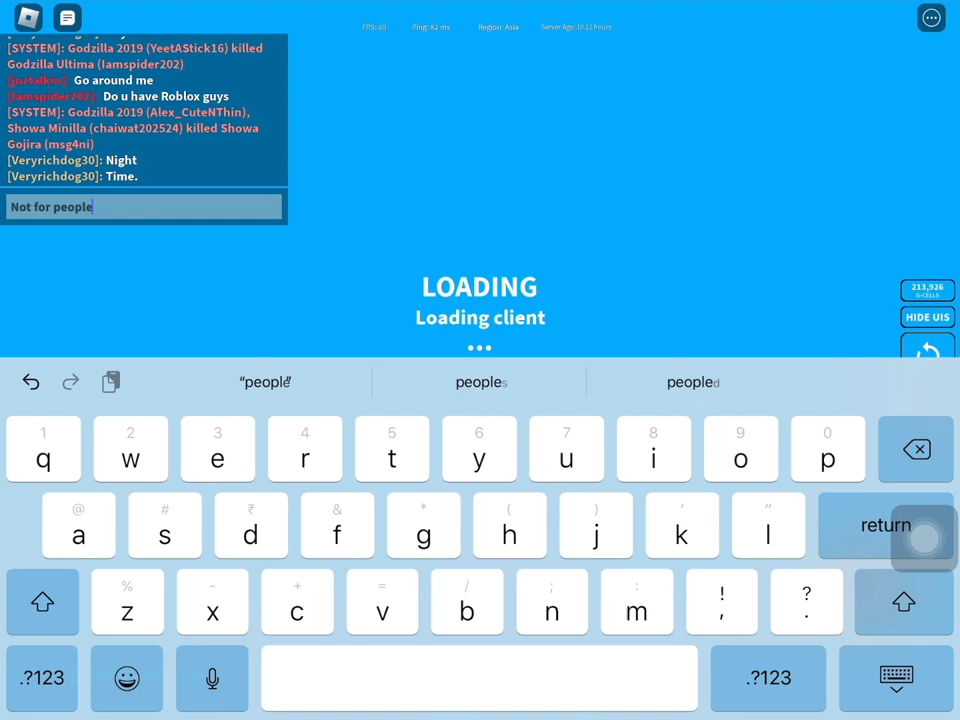 FPS: 60 Ping: 82 ms Region: Asia Server Age: 10.11 hours
[SYSTEM]: Godzilla 2019 (YeetAStick16) killed
Godzilla Ultima (Iamspider202)
[juztalkin]: Go around me
[Iamspider202]: Do u have Roblox guys
[SYSTEM]: Godzilla 2019 (Alex_CuteNThin),
Showa Minilla (chaiwat202524) killed Showa
Gojira (msg4ni)
[Veryrichdog30]: Night
[Veryrichdog30]: Time.
Not for people
LOADING
Loading client
213,926
G-CELLS
HIDE UIS
“people” peoples peopled
1 2 3 4 5 6 7 8 9 0
q w e r t y u i o p
@ # ₹ & * ( ) ' "
a s d f g h j k l return
% - + = / ; : ! ?
z x c v b n m , .
.?123 .?123